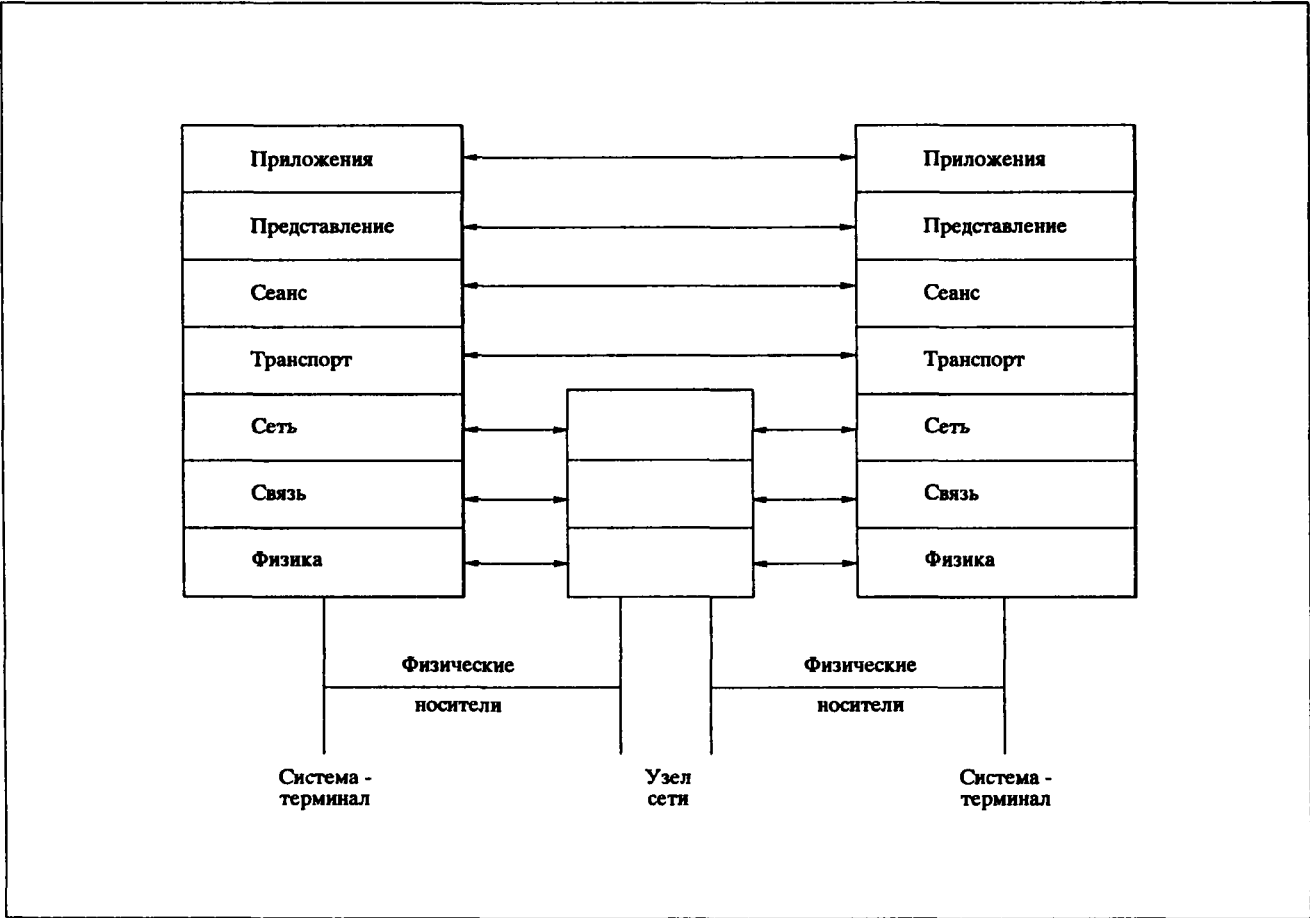 Приложения
Приложения
Представление
Представление
Сеанс
Сеанс
Транспорт
Транспорт
Сеть
Сеть
Связь
Связь
Физика
Физика
Физические
носители
Физические
носители
Система -
терминал
Узел
сети
Система -
терминал